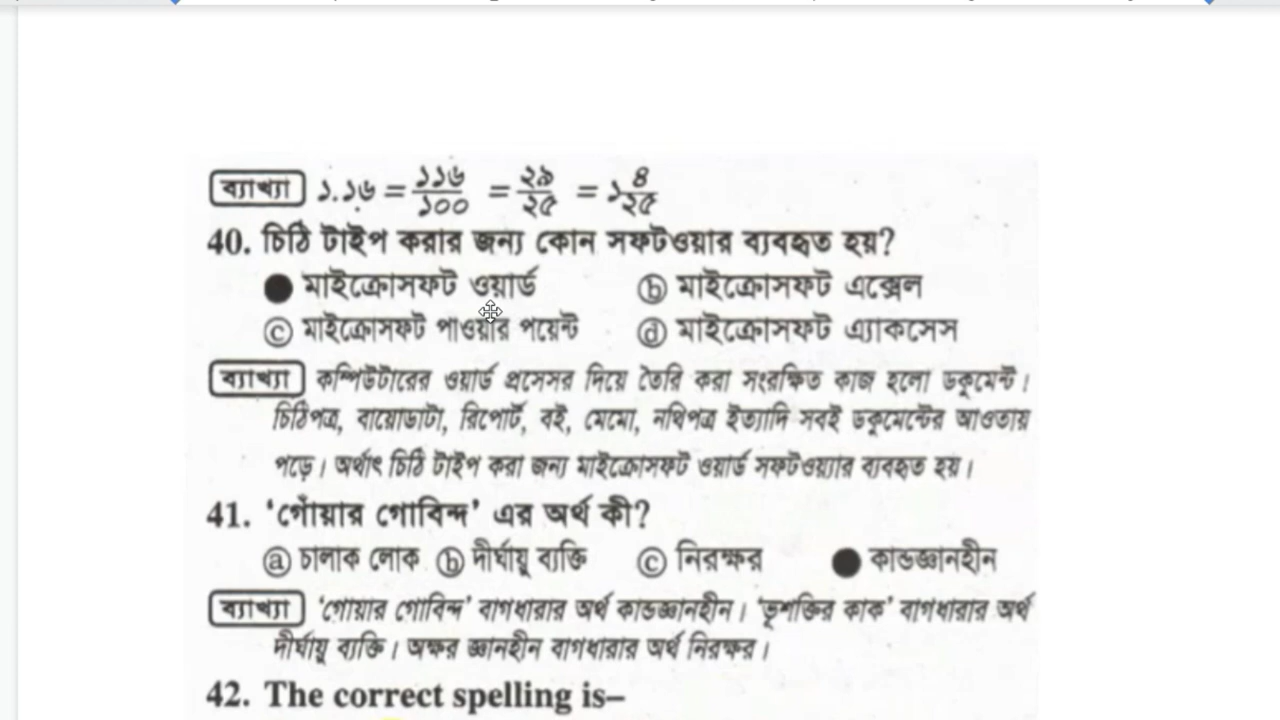 ব্যাখ্যা ১.১৬ = ১১৬/১০০ = ২৯/২৫ = ১ ৪/২৫
40. চিঠি টাইপ করার জন্য কোন সফটওয়ার ব্যবহৃত হয়?
● মাইক্রোসফট ওয়ার্ড ⓑ মাইক্রোসফট এক্সেল
ⓒ মাইক্রোসফট পাওয়ার পয়েন্ট ⓓ মাইক্রোসফট এ্যাকসেস
ব্যাখ্যা কম্পিউটারের ওয়ার্ড প্রসেসর দিয়ে তৈরি করা সংরক্ষিত কাজ হলো ডকুমেন্ট।
চিঠিপত্র, বায়োডাটা, রিপোর্ট, বই, মেমো, নথিপত্র ইত্যাদি সবই ডকুমেন্টের আওতায়
পড়ে। অর্থাৎ চিঠি টাইপ করা জন্য মাইক্রোসফট ওয়ার্ড সফটওয়্যার ব্যবহৃত হয়।
41. ‘গোঁয়ার গোবিন্দ’ এর অর্থ কী?
ⓐ চালাক লোক ⓑ দীর্ঘায়ু ব্যক্তি ⓒ নিরক্ষর ● কান্ডজ্ঞানহীন
ব্যাখ্যা ‘গোয়ার গোবিন্দ’ বাগধারার অর্থ কান্ডজ্ঞানহীন। ‘ভূশক্তির কাক’ বাগধারার অর্থ
দীর্ঘায়ু ব্যক্তি। অক্ষর জ্ঞানহীন বাগধারার অর্থ নিরক্ষর।
42. The correct spelling is–